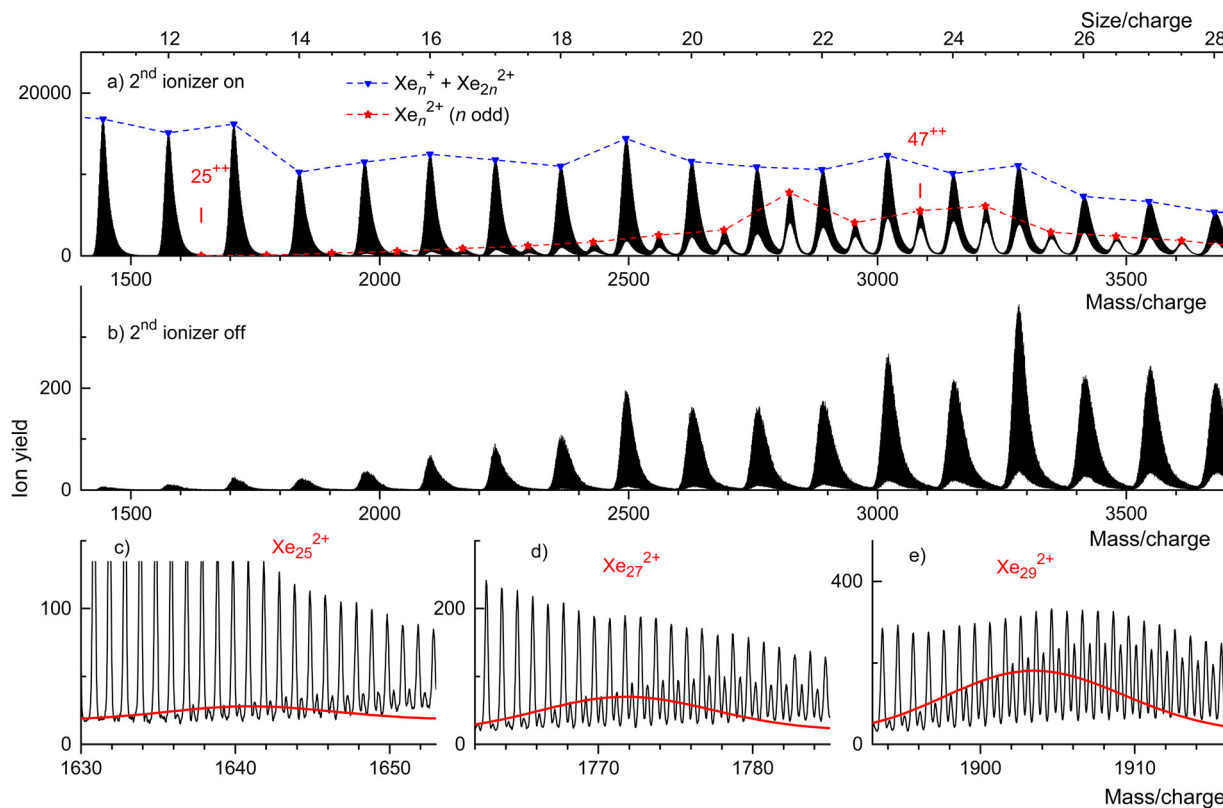 Size/charge
12 14 16 18 20 22 24 26 28
a) 2nd ionizer on
Xen+ + Xe2n2+
Xen2+ (n odd)
20000
0
25++
47++
1500 2000 2500 3000 3500
Mass/charge
b) 2nd ionizer off
Ion yield
200
0
1500 2000 2500 3000 3500
Mass/charge
c) Xe252+
100
0
1630 1640 1650
d) Xe272+
200
0
1770 1780
e) Xe292+
400
0
1900 1910
Mass/charge